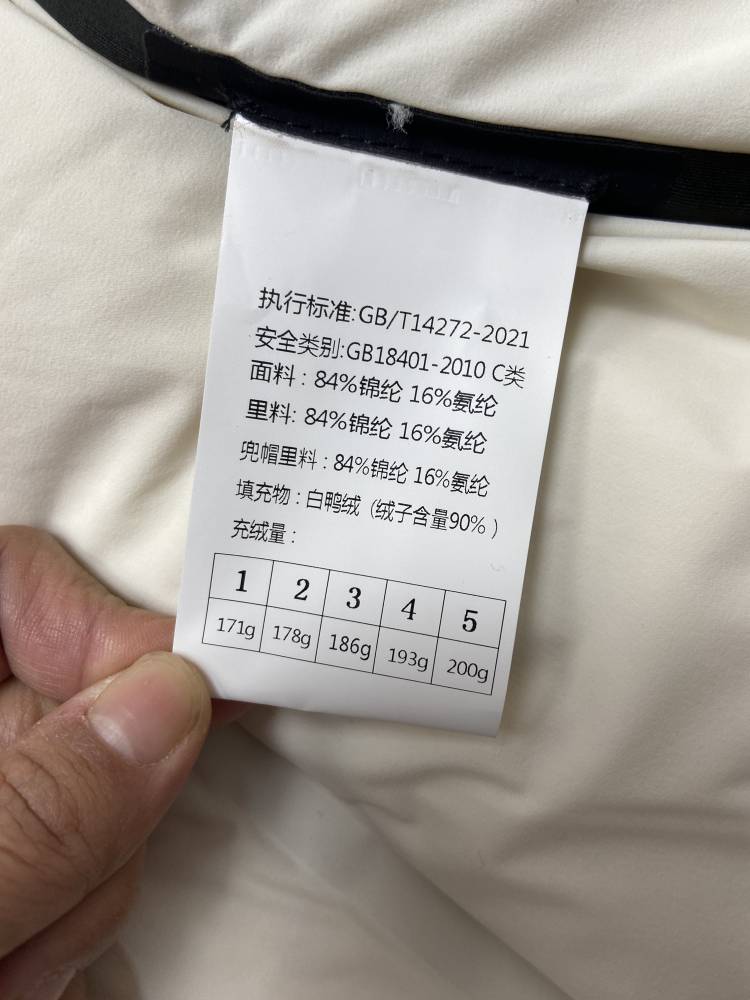 执行标准:GB/T14272-2021
安全类别:GB18401-2010 C类
面料：84%锦纶 16%氨纶
里料: 84%锦纶 16%氨纶
兜帽里料：84%锦纶 16%氨纶
填充物：白鸭绒（绒子含量90%）
充绒量：
1 2 3 4 5
171g 178g 186g 193g 200g